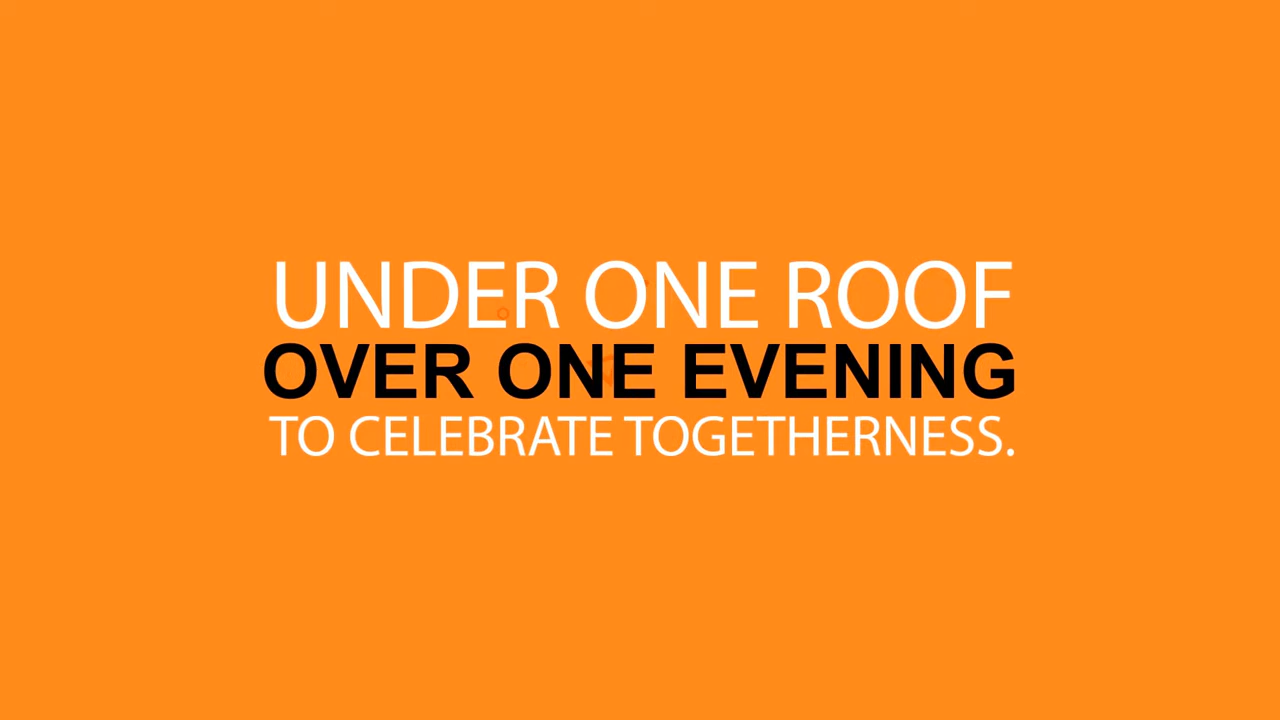 UNDER ONE ROOF
OVER ONE EVENING
TO CELEBRATE TOGETHERNESS.